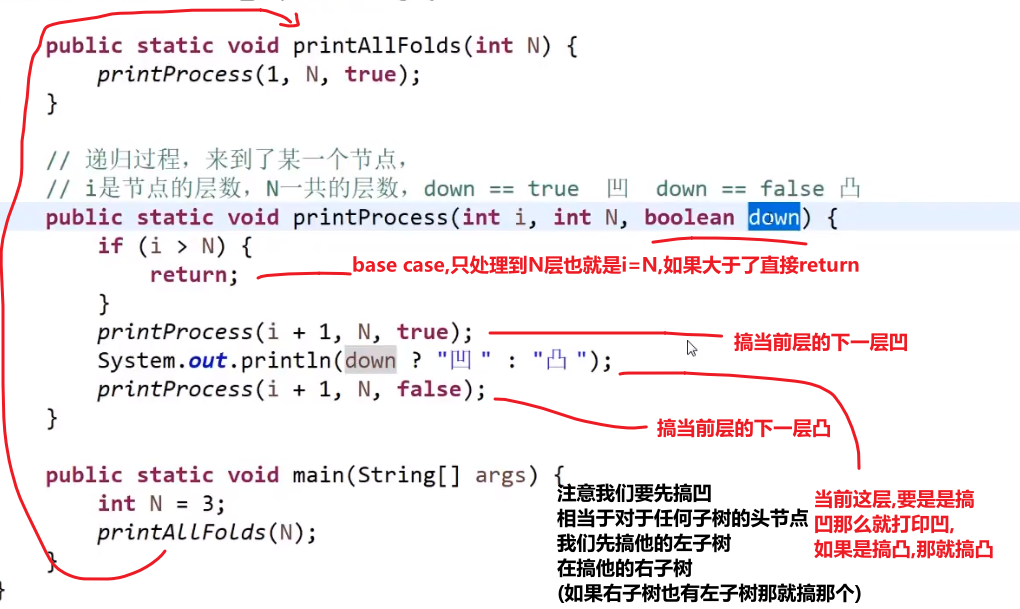 public static void printAllFolds(int N) {
printProcess(1, N, true);
}
// 递归过程，来到了某一个节点，
// i是节点的层数，N一共的层数，down == true 凹 down == false 凸
public static void printProcess(int i, int N, boolean down) {
if (i > N) {
return;
base case,只处理到N层也就是i=N,如果大于了直接return
}
printProcess(i + 1, N, true);
搞当前层的下一层凹
System.out.println(down ? "凹 " : "凸 ");
printProcess(i + 1, N, false);
搞当前层的下一层凸
}
public static void main(String[] args) {
int N = 3;
printAllFolds(N);
}
}
注意我们要先搞凹
相当于对于任何子树的头节点
我们先搞他的左子树
在搞他的右子树
(如果右子树也有左子树那就搞那个)
当前这层,要是是搞
凹那么就打印凹,
如果是搞凸,那就搞凸